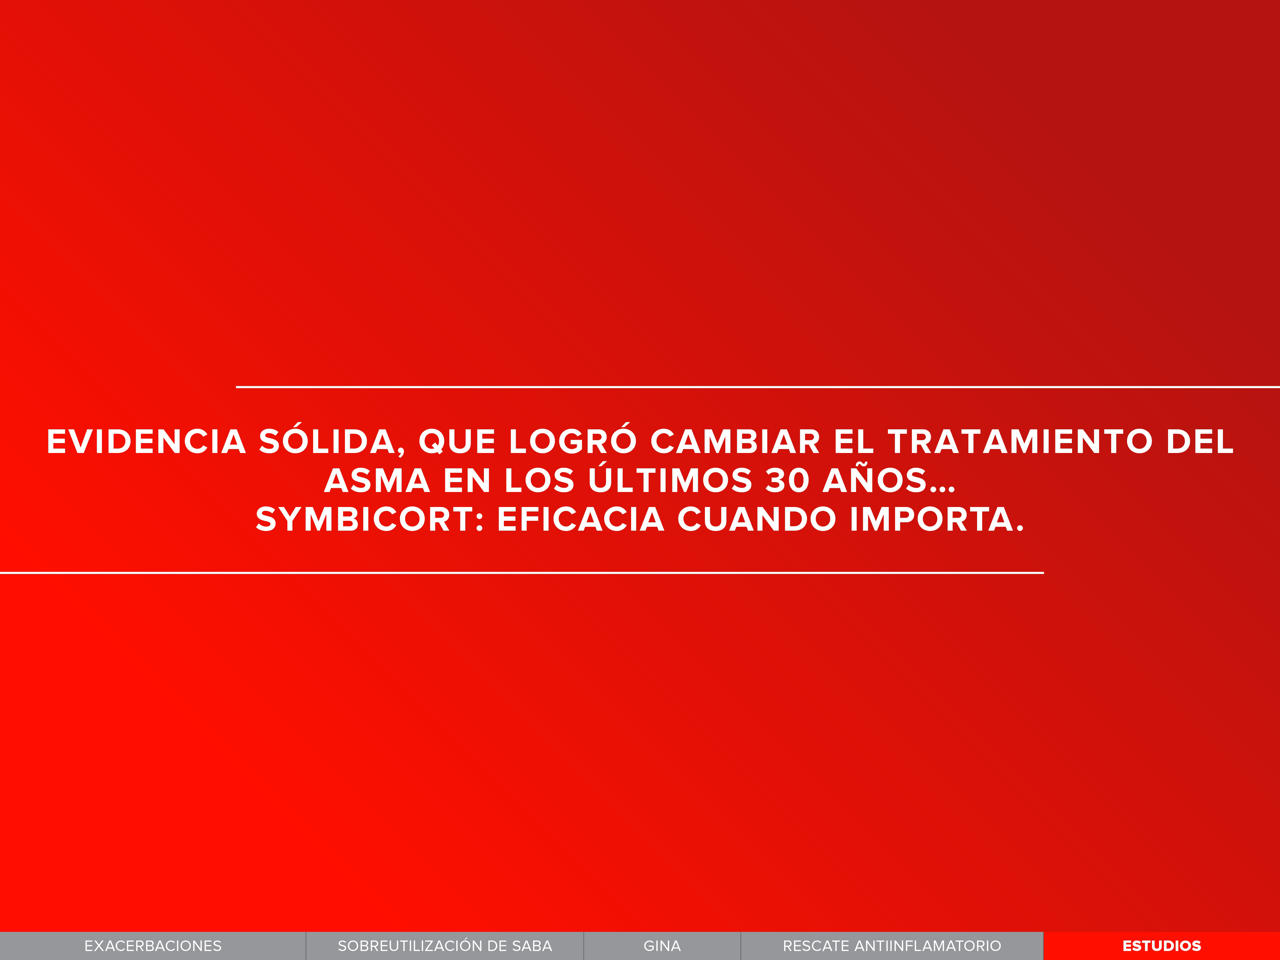 EVIDENCIA SÓLIDA, QUE LOGRÓ CAMBIAR EL TRATAMIENTO DEL
ASMA EN LOS ÚLTIMOS 30 AÑOS...
SYMBICORT: EFICACIA CUANDO IMPORTA.
EXACERBACIONES
SOBREUTILIZACIÓN DE SABA
GINA
RESCATE ANTIINFLAMATORIO
ESTUDIOS